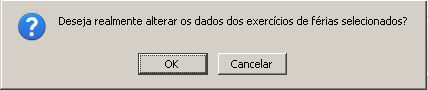 Deseja realmente alterar os dados dos exercícios de férias selecionados?
OK
Cancelar